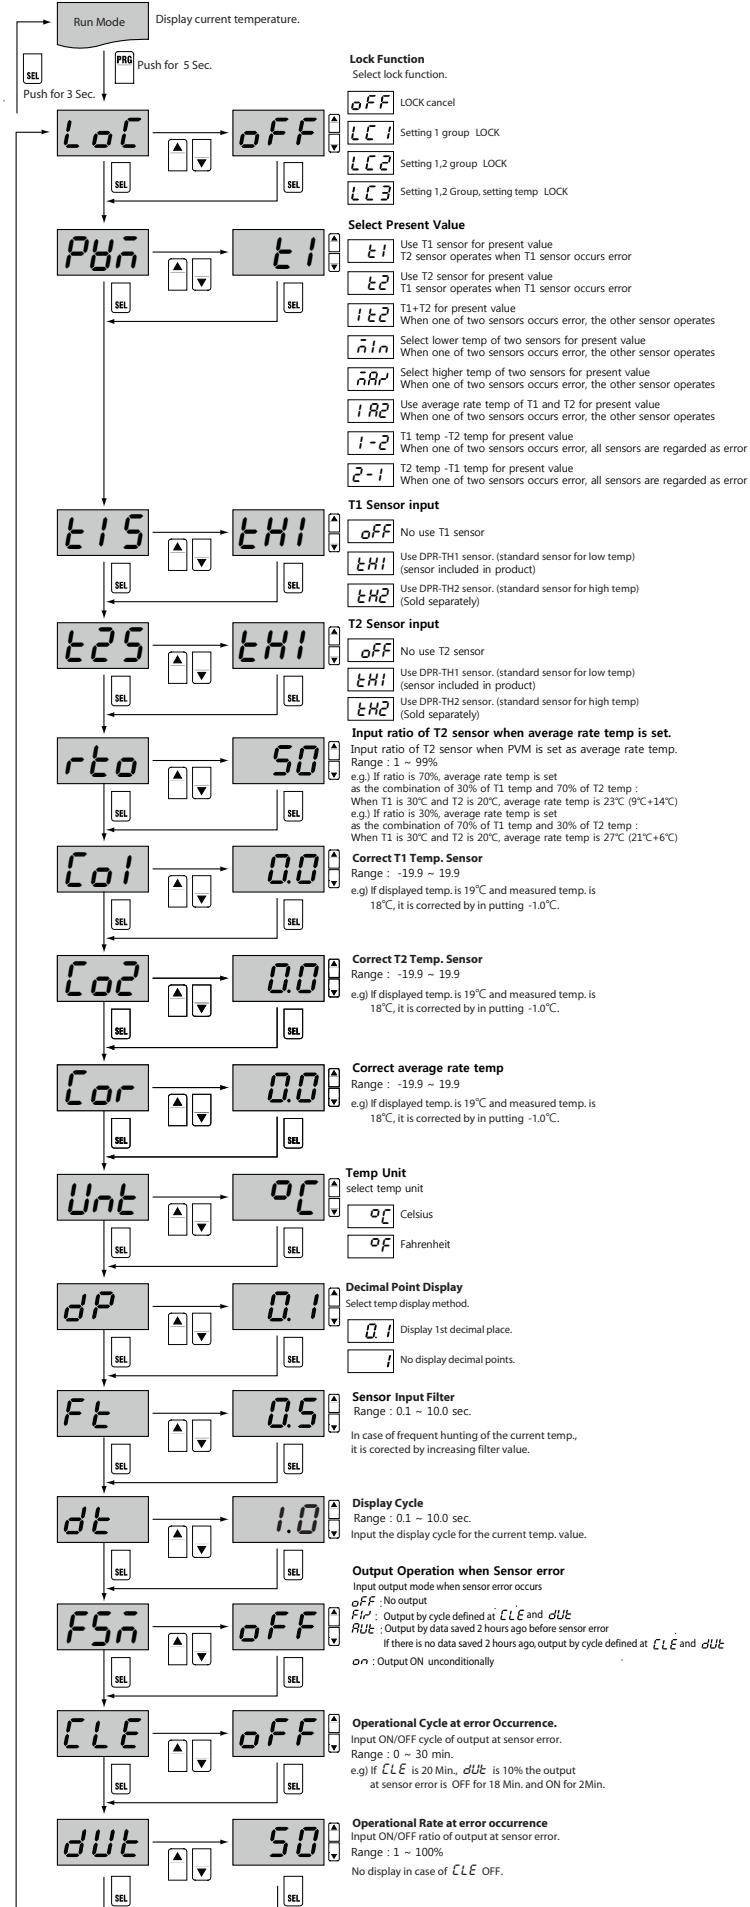 Run Mode
Display current temperature.
PRG
Push for 5 Sec.
SEL
Push for 3 Sec.
Lock Function
Select lock function.
LoC
oFF
SEL
SEL
oFF LOCK cancel
LC1 Setting 1 group LOCK
LC2 Setting 1,2 group LOCK
LC3 Setting 1,2 Group, setting temp LOCK
Select Present Value
t1
SEL
SEL
t1 Use T1 sensor for present value
T2 sensor operates when T1 sensor occurs error
t2 Use T2 sensor for present value
T1 sensor operates when T1 sensor occurs error
1t2 T1+T2 for present value
When one of two sensors occurs error, the other sensor operates
Select lower temp of two sensors for present value
When one of two sensors occurs error, the other sensor operates
Select higher temp of two sensors for present value
When one of two sensors occurs error, the other sensor operates
1A2 Use average rate temp of T1 and T2 for present value
When one of two sensors occurs error, the other sensor operates
1-2 T1 temp -T2 temp for present value
When one of two sensors occurs error, all sensors are regarded as error
2-1 T2 temp -T1 temp for present value
When one of two sensors occurs error, all sensors are regarded as error
T1 Sensor input
t1S
tH1
SEL
SEL
oFF No use T1 sensor
tH1 Use DPR-TH1 sensor. (standard sensor for low temp)
(sensor included in product)
tH2 Use DPR-TH2 sensor. (standard sensor for high temp)
(Sold separately)
T2 Sensor input
t2S
tH1
SEL
SEL
oFF No use T2 sensor
tH1 Use DPR-TH1 sensor. (standard sensor for low temp)
(sensor included in product)
tH2 Use DPR-TH2 sensor. (standard sensor for high temp)
(Sold separately)
Input ratio of T2 sensor when average rate temp is set.
rto
50
SEL
SEL
Input ratio of T2 sensor when PVM is set as average rate temp.
Range : 1 ~ 99%
e.g.) If ratio is 70%, average rate temp is set
as the combination of 30% of T1 temp and 70% of T2 temp :
When T1 is 30℃ and T2 is 20℃, average rate temp is 23℃ (9℃+14℃)
e.g.) If ratio is 30%, average rate temp is set
as the combination of 70% of T1 temp and 30% of T2 temp :
When T1 is 30℃ and T2 is 20℃, average rate temp is 27℃ (21℃+6℃)
Co1
0.0
SEL
SEL
Correct T1 Temp. Sensor
Range : -19.9 ~ 19.9
e.g) If displayed temp. is 19℃ and measured temp. is
18℃, it is corrected by in putting -1.0℃.
Co2
0.0
SEL
SEL
Correct T2 Temp. Sensor
Range : -19.9 ~ 19.9
e.g) If displayed temp. is 19℃ and measured temp. is
18℃, it is corrected by in putting -1.0℃.
Cor
0.0
SEL
SEL
Correct average rate temp
Range : -19.9 ~ 19.9
e.g) If displayed temp. is 19℃ and measured temp. is
18℃, it is corrected by in putting -1.0℃.
Unt
°C
SEL
SEL
Temp Unit
select temp unit
°C Celsius
°F Fahrenheit
dP
0.1
SEL
SEL
Decimal Point Display
Select temp display method.
0.1 Display 1st decimal place.
1 No display decimal points.
Ft
0.5
SEL
SEL
Sensor Input Filter
Range : 0.1 ~ 10.0 sec.
In case of frequent hunting of the current temp.,
it is corected by increasing filter value.
dt
1.0
SEL
SEL
Display Cycle
Range : 0.1 ~ 10.0 sec.
Input the display cycle for the current temp. value.
oFF
SEL
SEL
Output Operation when Sensor error
Input output mode when sensor error occurs
oFF : No output
: Output by cycle defined at CLE and dUt
AUt : Output by data saved 2 hours ago before sensor error
If there is no data saved 2 hours ago, output by cycle defined at CLE and dUt
on : Output ON unconditionally
CLE
oFF
SEL
SEL
Operational Cycle at error Occurrence.
Input ON/OFF cycle of output at sensor error.
Range : 0 ~ 30 min.
e.g) If CLE is 20 Min., dUt is 10% the output
at sensor error is OFF for 18 Min. and ON for 2Min.
dUt
50
SEL
SEL
Operational Rate at error occurrence
Input ON/OFF ratio of output at sensor error.
Range : 1 ~ 100%
No display in case of CLE OFF.